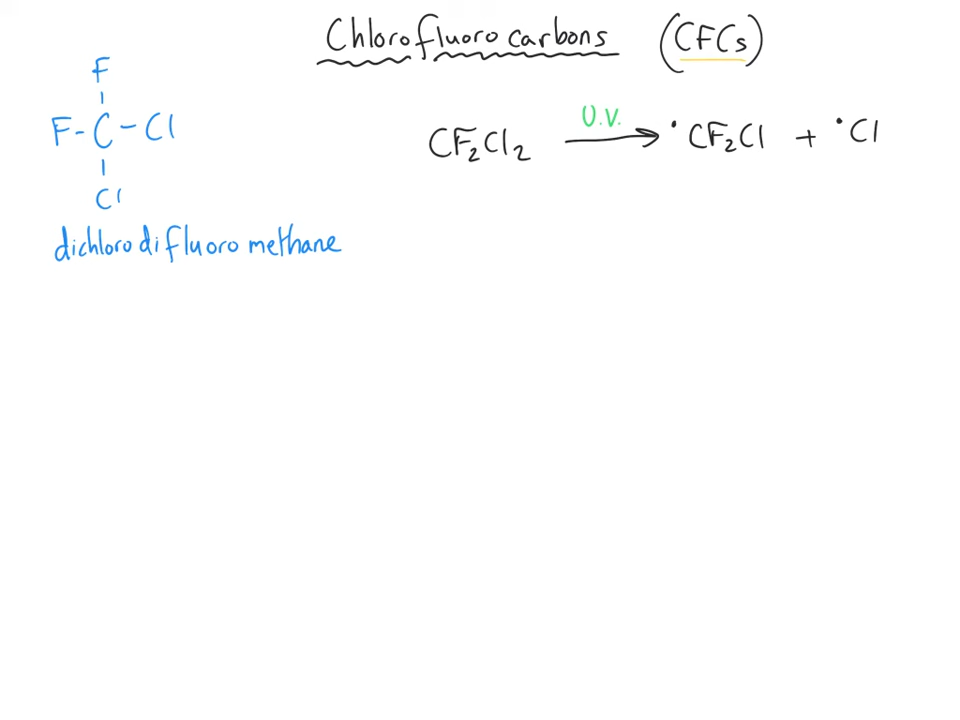 Chlorofluorocarbons (CFCs)
F
F-C-Cl
Cl
dichlorodifluoromethane
CF₂Cl₂ U.V. → •CF₂Cl + •Cl